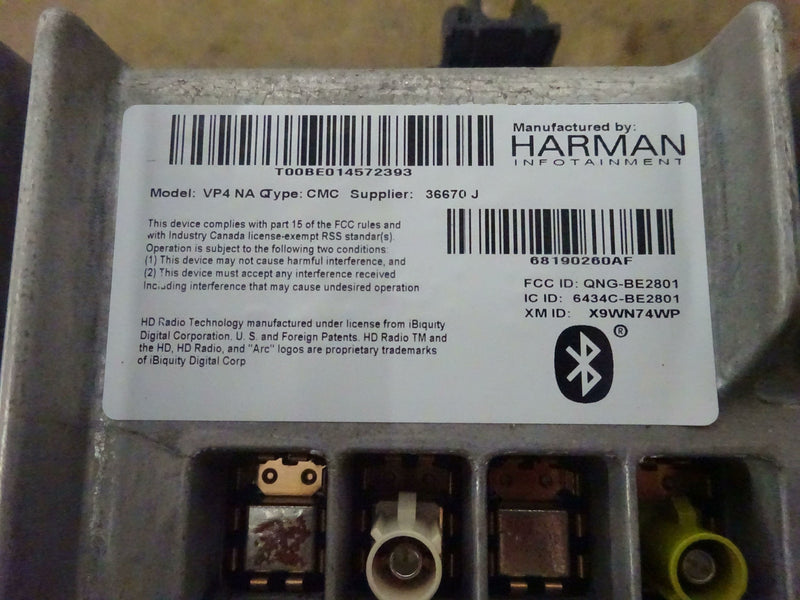 T00BE014572393
Manufactured by:
HARMAN
INFOTAINMENT
Model: VP4 NA CType: CMC Supplier: 36670 J
This device complies with part 15 of the FCC rules and
with Industry Canada license-exempt RSS standar(s).
Operation is subject to the following two conditions:
(1) This device may not cause harmful interference, and
(2) This device must accept any interference received
Including interference that may cause undesired operation
68190260AF
FCC ID: QNG-BE2801
IC ID: 6434C-BE2801
XM ID: X9WN74WP
HD Radio Technology manufactured under license from iBiquity
Digital Corporation. U. S. and Foreign Patents. HD Radio TM and
the HD, HD Radio, and "Arc" logos are proprietary trademarks
of iBiquity Digital Corp
®